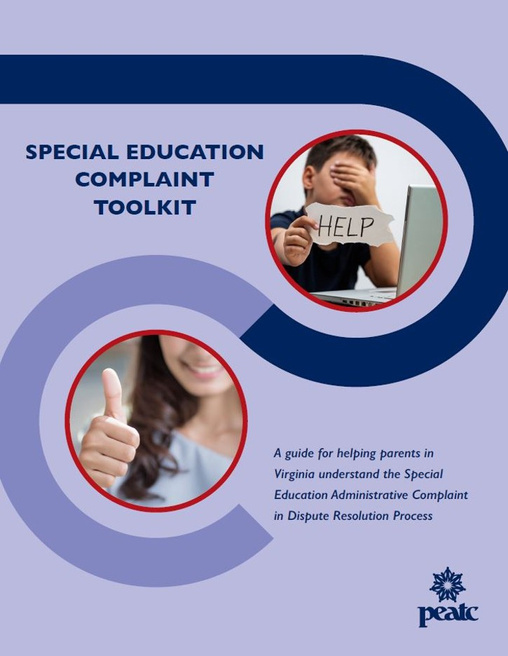 SPECIAL EDUCATION
COMPLAINT
TOOLKIT
HELP
A guide for helping parents in
Virginia understand the Special
Education Administrative Complaint
in Dispute Resolution Process
peatc